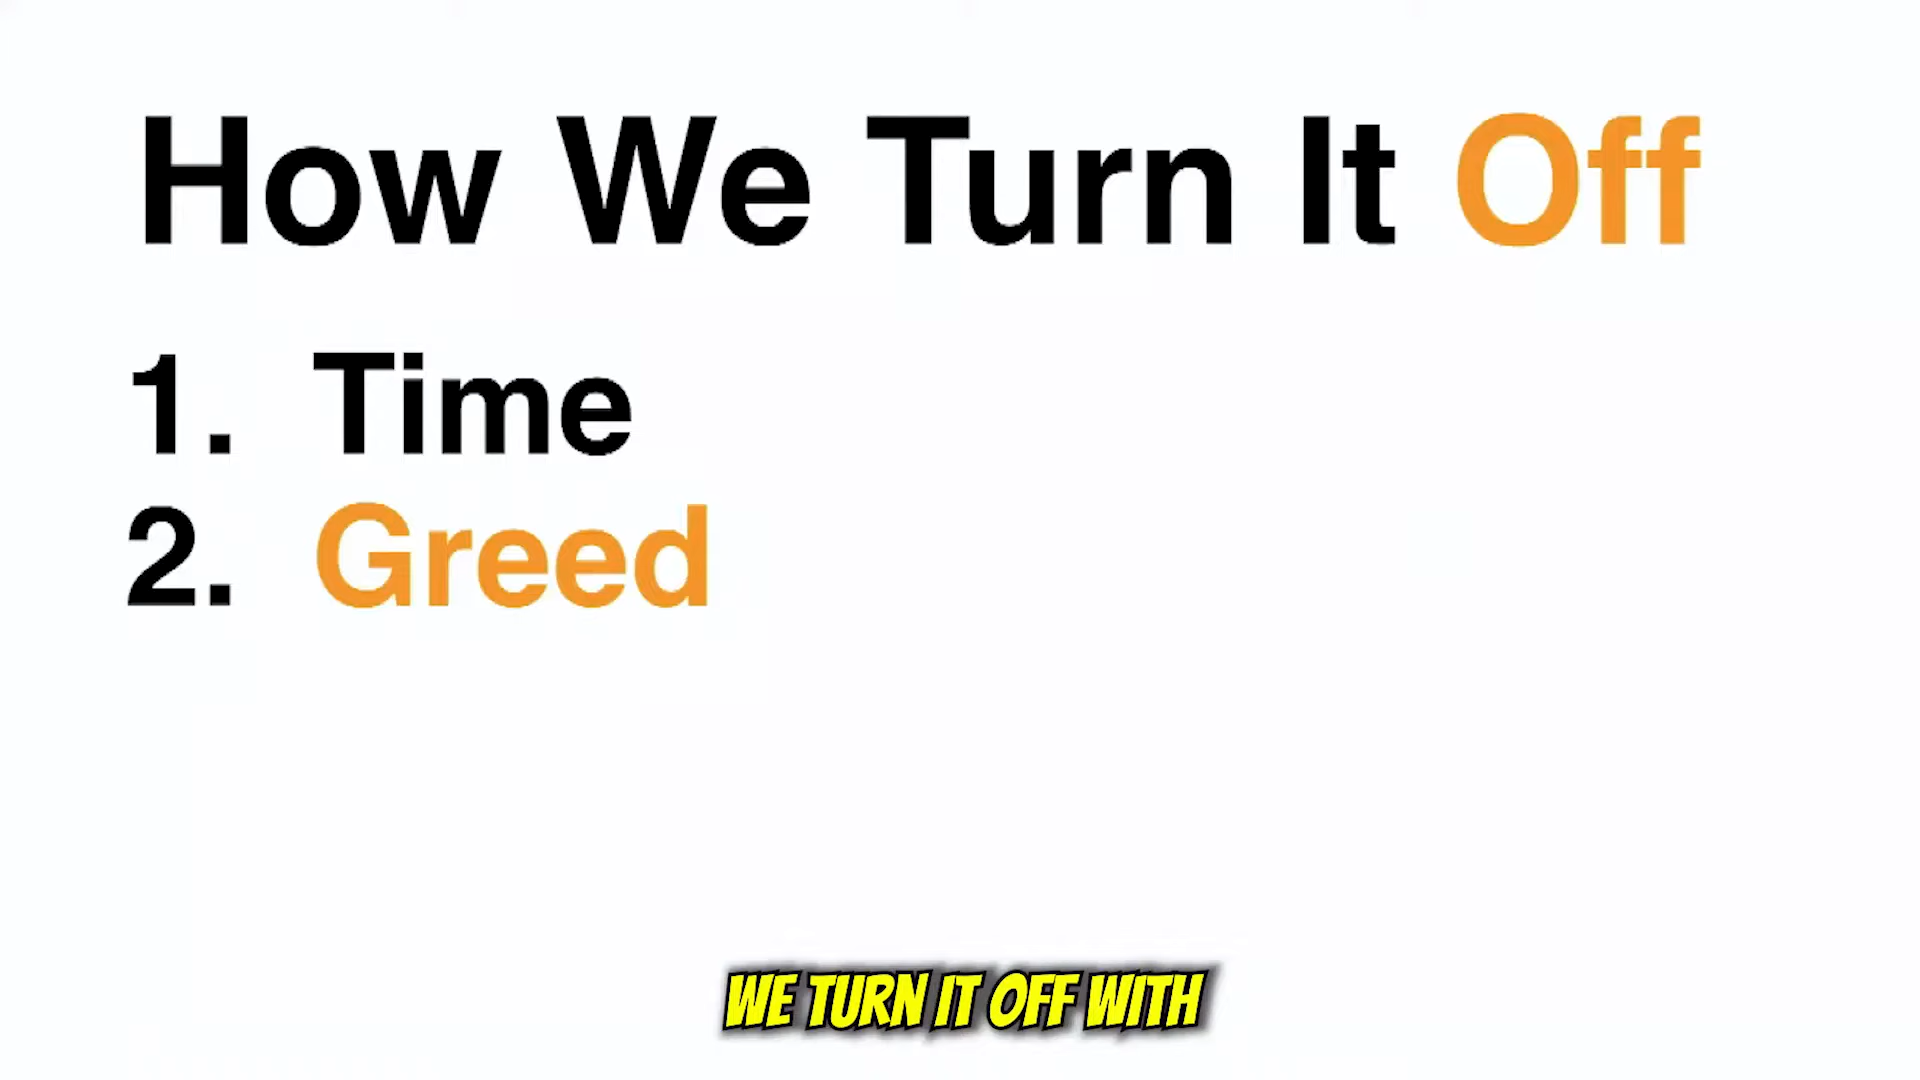 How We Turn It Off
1. Time
2. Greed
WE TURN IT OFF WITH